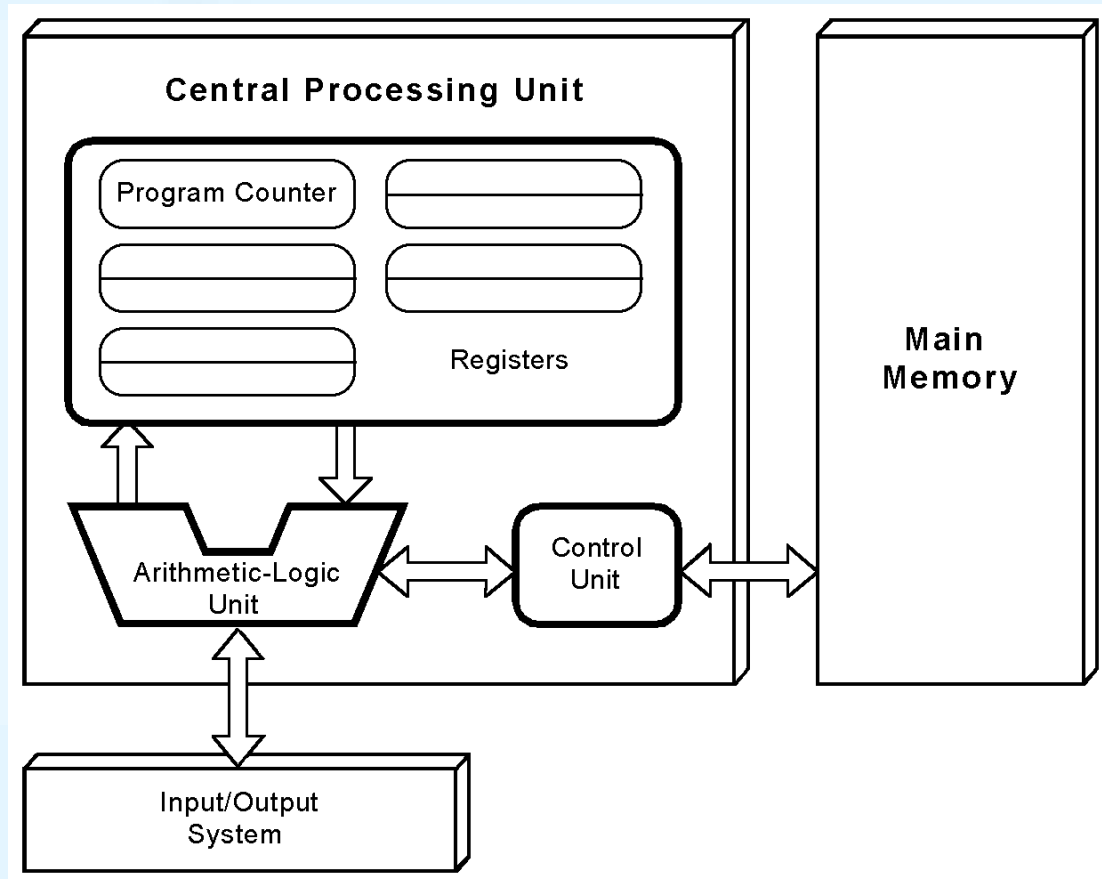 Central Processing Unit
Program Counter
Registers
Main
Memory
Arithmetic-Logic
Unit
Control
Unit
Input/Output
System